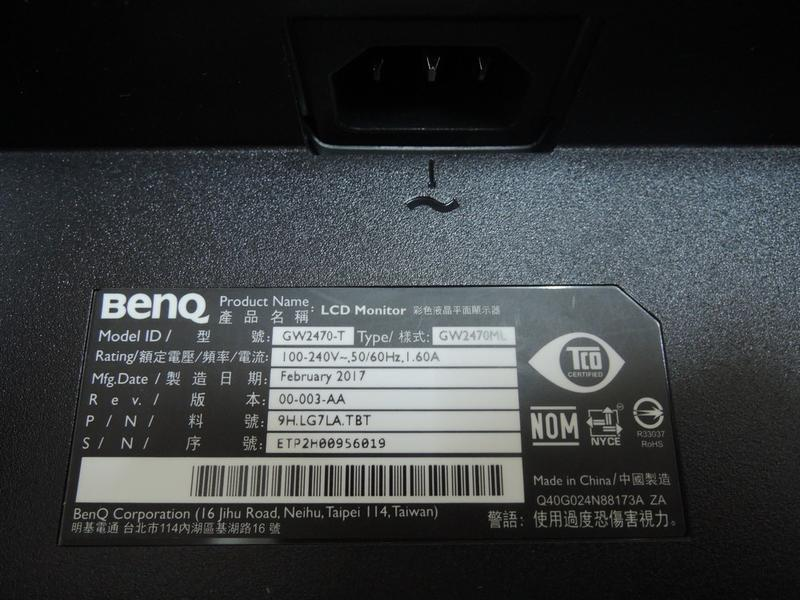 BenQ Product Name
產品名稱: LCD Monitor 彩色液晶平面顯示器
Model ID / 型號: GW2470-T Type/ 樣式: GW2470ML
Rating/額定電壓/頻率/電流: 100-240V~,50/60Hz,1.60A
Mfg.Date / 製造日期: February 2017
Rev. / 版本: 00-003-AA
P/N/ 料號: 9H.LG7LA.TBT
S/N/ 序號: ETP2H00956019
TCO
CERTIFIED
NOM
NYCE
R33037
RoHS
Made in China/中國製造
Q40G024N88173A ZA
BenQ Corporation (16 Jihu Road, Neihu, Taipei 114, Taiwan)
明基電通 台北市114內湖區基湖路16號
警語: 使用過度恐傷害視力。